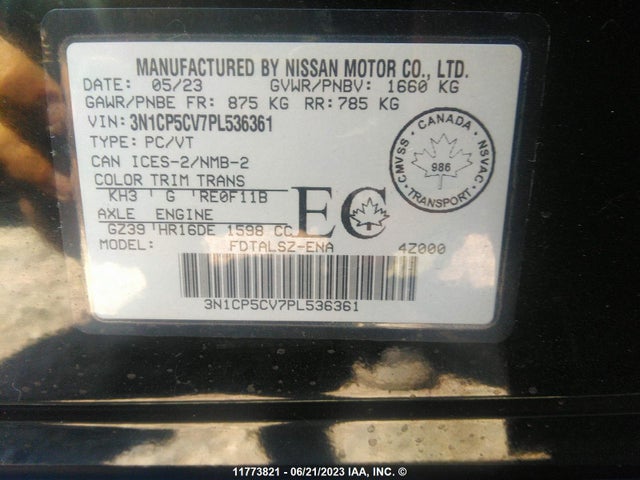 MANUFACTURED BY NISSAN MOTOR CO., LTD.
DATE: 05/23 GVWR/PNBV: 1660 KG
GAWR/PNBE FR: 875 KG RR: 785 KG
VIN: 3N1CP5CV7PL536361
TYPE: PC/VT
CAN ICES-2/NMB-2
COLOR TRIM TRANS
KH3 G RE0F11B
AXLE ENGINE
GZ39 HR16DE 1598 CC
MODEL: FDTALSZ-ENA 4Z000
EC
CANADA
CMVSS NSVAC
986
TRANSPORT
3N1CP5CV7PL536361
11773821 - 06/21/2023 IAA, INC. ©